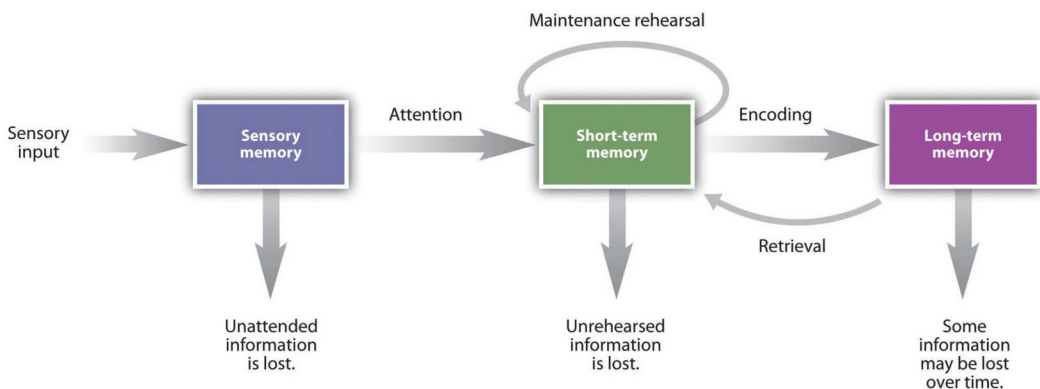 Maintenance rehearsal
Sensory
input
Sensory
memory
Attention
Short-term
memory
Encoding
Long-term
memory
Retrieval
Unattended
information
is lost.
Unrehearsed
information
is lost.
Some
information
may be lost
over time.